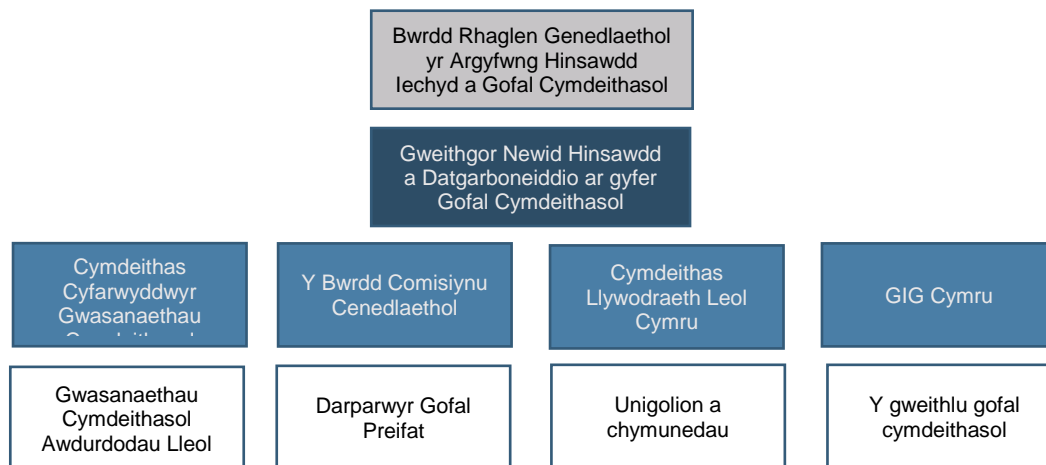 Bwrdd Rhaglen Genedlaethol
yr Argyfwng Hinsawdd
Iechyd a Gofal Cymdeithasol
Gweithgor Newid Hinsawdd
a Datgarboneiddio ar gyfer
Gofal Cymdeithasol
Cymdeithas
Cyfarwyddwyr
Gwasanaethau
Y Bwrdd Comisiynu
Cenedlaethol
Cymdeithas
Llywodraeth Leol
Cymru
GIG Cymru
Gwasanaethau
Cymdeithasol
Awdurdodau Lleol
Darparwyr Gofal
Preifat
Unigolion a
chymunedau
Y gweithlu gofal
cymdeithasol